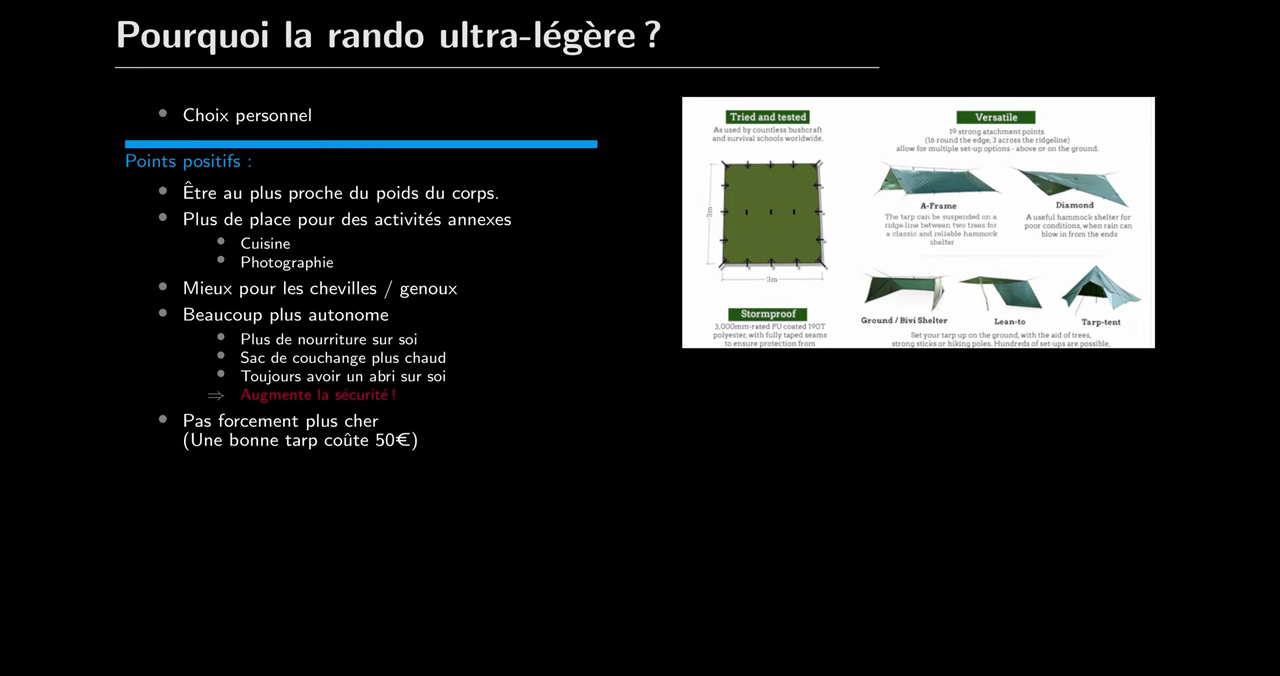 Pourquoi la rando ultra-légère ?
Choix personnel
Points positifs :
Être au plus proche du poids du corps.
Plus de place pour des activités annexes
Cuisine
Photographie
Mieux pour les chevilles / genoux
Beaucoup plus autonome
Plus de nourriture sur soi
Sac de couchange plus chaud
Toujours avoir un abri sur soi
⇒ Augmente la sécurité !
Pas forcement plus cher
(Une bonne tarp coûte 50€)
Tried and tested
As used by countless bushcraft
and survival schools worldwide.
3m
3m
Stormproof
3,000mm-rated PU coated 190T
polyester, with fully taped seams
to ensure protection from
Versatile
19 strong atachment points
(16 round the edge, 3 across the ridgeline)
allow for multiple set-up options - above or on the ground.
A-Frame
The tarp can be suspended on a
ridge-line between two trees for
a classic and reliable hammock
shelter
Diamond
A useful hammock shelter for
poor conditions, when rain can
blow in from the ends
Ground / Bivi Shelter
Lean-to
Tarp-tent
Set your tarp up on the ground, with the aid of trees,
strong sticks or hiking poles. Hundreds of set-ups are possible,